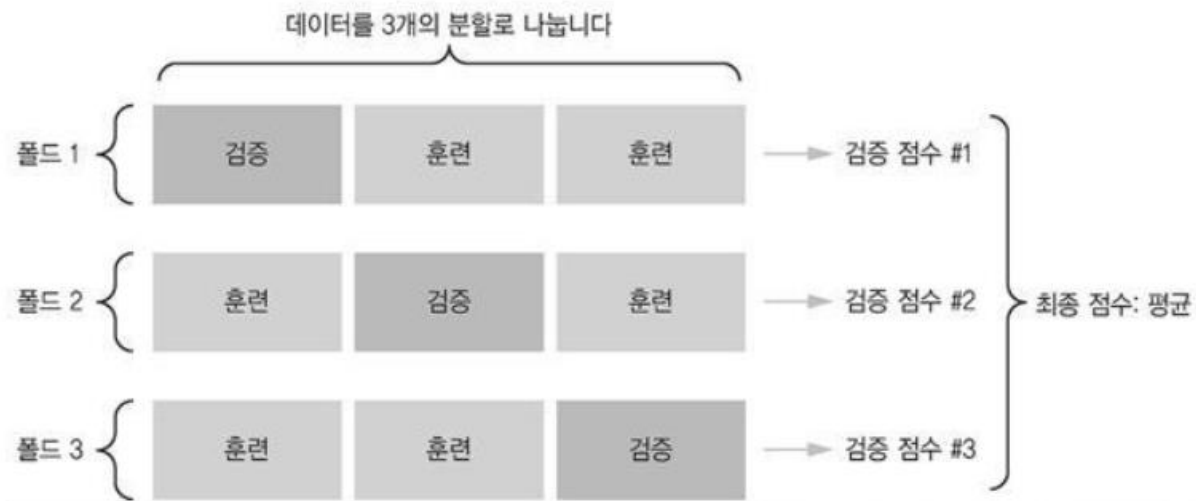 데이터를 3개의 분할로 나눕니다
폴드 1 검증 훈련 훈련 검증 점수 #1
폴드 2 훈련 검증 훈련 검증 점수 #2
최종 점수: 평균
폴드 3 훈련 훈련 검증 검증 점수 #3